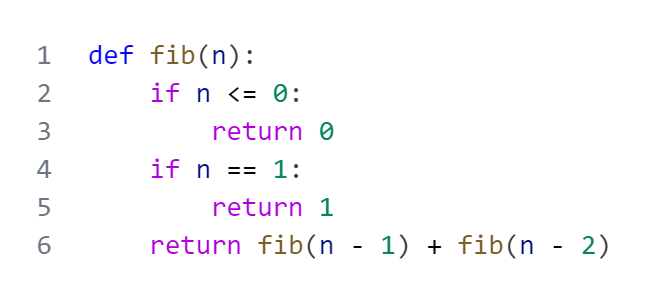 1 def fib(n):
2     if n <= 0:
3         return 0
4     if n == 1:
5         return 1
6     return fib(n - 1) + fib(n - 2)